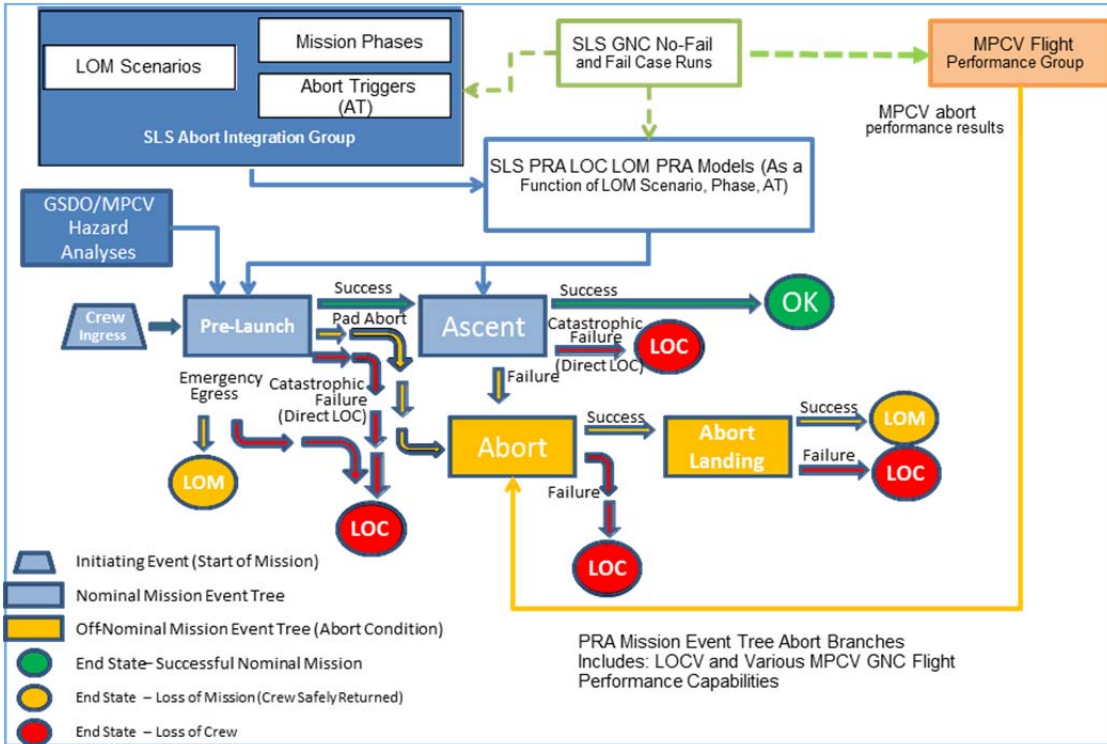 LOM Scenarios
Mission Phases
Abort Triggers
(AT)
SLS Abort Integration Group
SLS GNC No-Fail
and Fail Case Runs
MPCV Flight
Performance Group
MPCV abort
performance results
SLS PRA LOC LOM PRA Models (As a
Function of LOM Scenario, Phase, AT)
GSDO/MPCV
Hazard
Analyses
Crew
Ingress
Pre-Launch
Success
Pad Abort
Ascent
Success
OK
Catastrophic
Failure
(Direct LOC)
LOC
Emergency
Egress
Catastrophic
Failure
(Direct LOC)
Failure
LOM
LOC
Abort
Success
Failure
LOC
Abort
Landing
Success
LOM
Failure
LOC
Initiating Event (Start of Mission)
Nominal Mission Event Tree
Off-Nominal Mission Event Tree (Abort Condition)
End State– Successful Nominal Mission
End State – Loss of Mission (Crew Safely Returned)
End State – Loss of Crew
PRA Mission Event Tree Abort Branches
Includes: LOCV and Various MPCV GNC Flight
Performance Capabilities